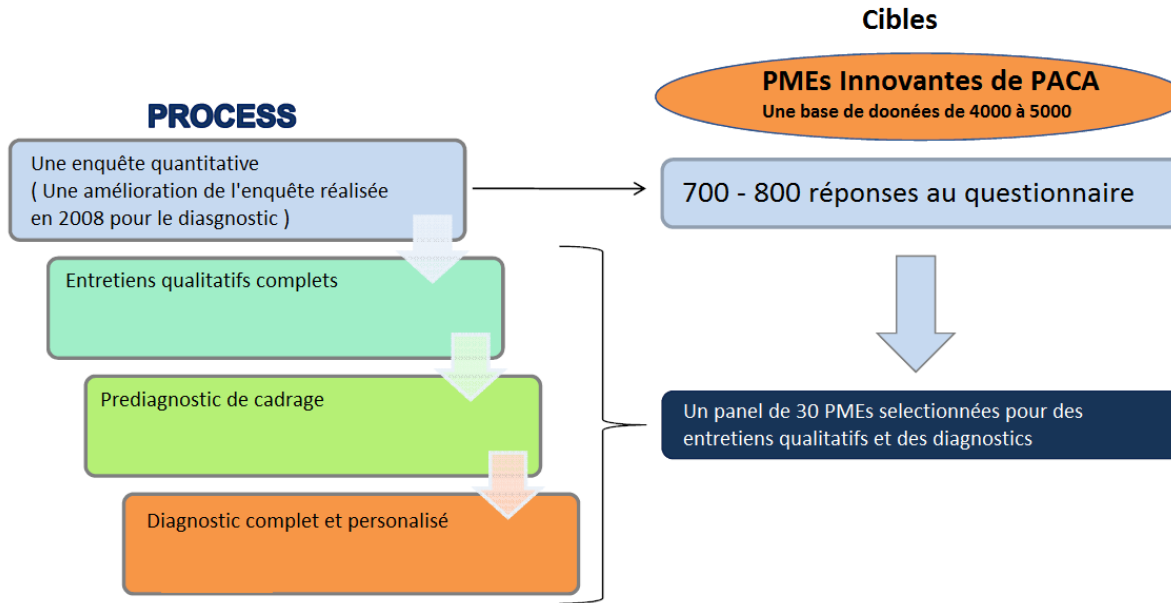 PROCESS
Une enquête quantitative
( Une amélioration de l'enquête réalisée
en 2008 pour le diasgnostic )
Entretiens qualitatifs complets
Prediagnostic de cadrage
Diagnostic complet et personalisé
Cibles
PMEs Innovantes de PACA
Une base de doonées de 4000 à 5000
700 - 800 réponses au questionnaire
Un panel de 30 PMEs selectionnées pour des
entretiens qualitatifs et des diagnostics